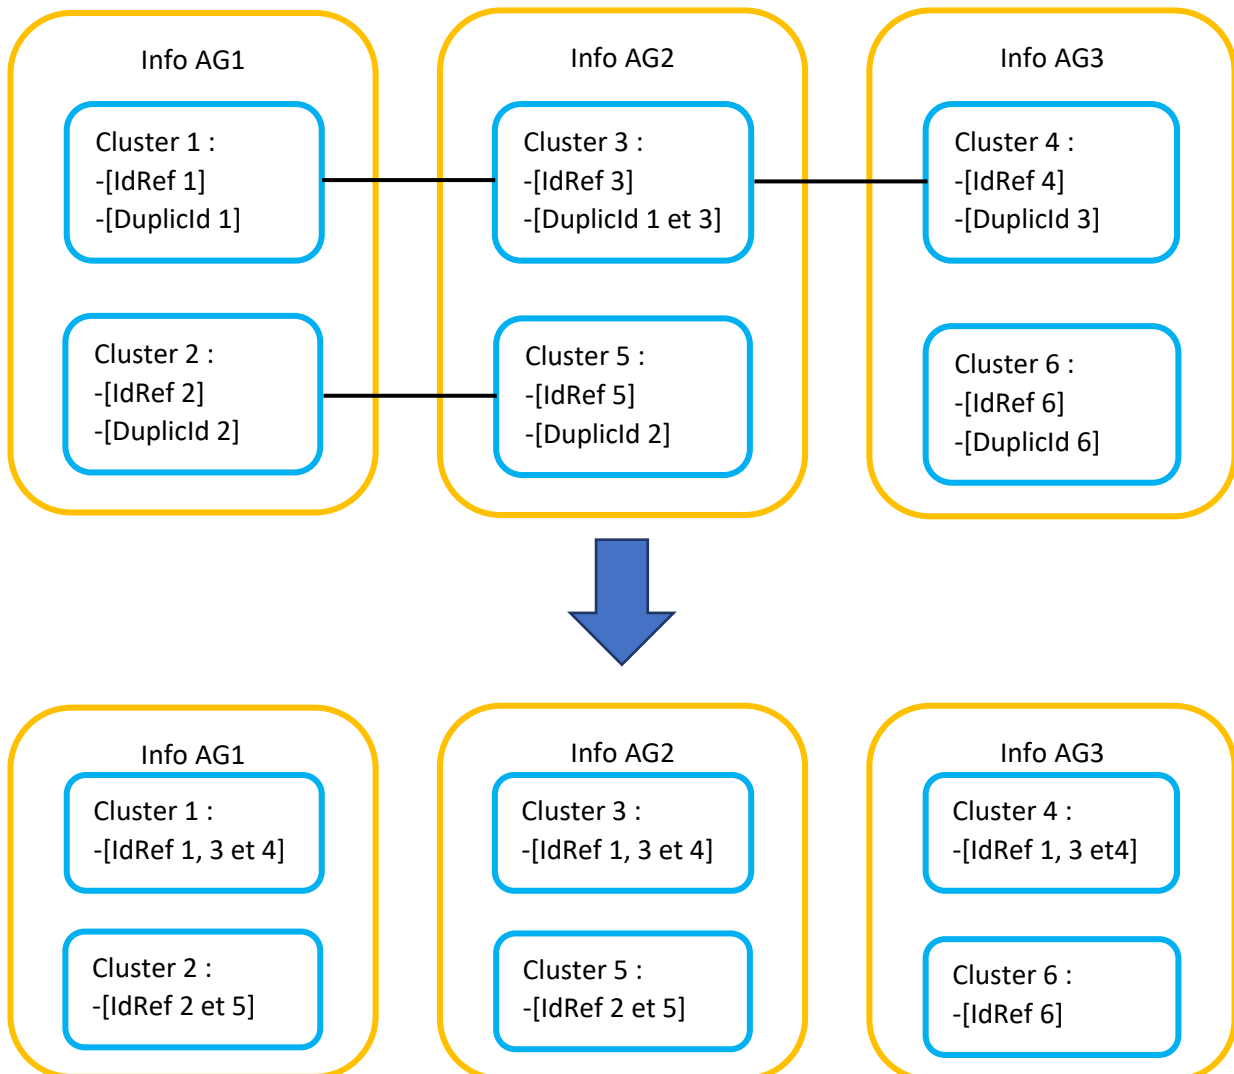 Info AG1
Cluster 1 :
-[IdRef 1]
-[DuplicId 1]
Cluster 2 :
-[IdRef 2]
-[DuplicId 2]
Info AG2
Cluster 3 :
-[IdRef 3]
-[DuplicId 1 et 3]
Cluster 5 :
-[IdRef 5]
-[DuplicId 2]
Info AG3
Cluster 4 :
-[IdRef 4]
-[DuplicId 3]
Cluster 6 :
-[IdRef 6]
-[DuplicId 6]
Info AG1
Cluster 1 :
-[IdRef 1, 3 et 4]
Cluster 2 :
-[IdRef 2 et 5]
Info AG2
Cluster 3 :
-[IdRef 1, 3 et 4]
Cluster 5 :
-[IdRef 2 et 5]
Info AG3
Cluster 4 :
-[IdRef 1, 3 et4]
Cluster 6 :
-[IdRef 6]